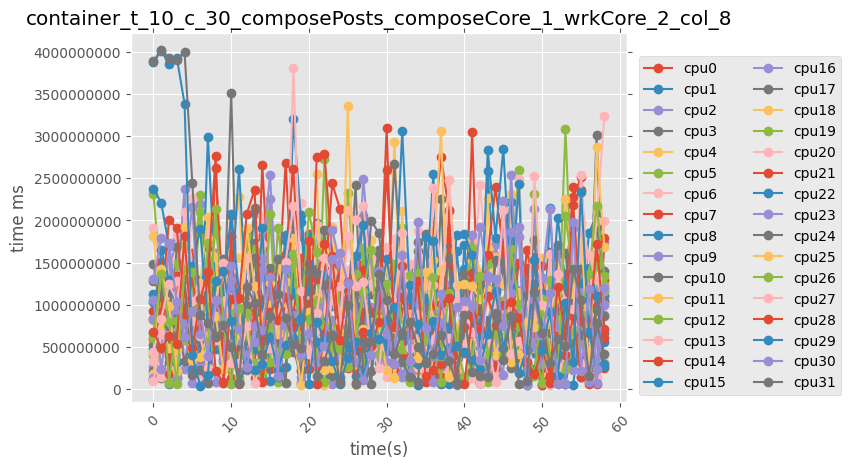 container_t_10_c_30_composePosts_composeCore_1_wrkCore_2_col_8
time ms
4000000000
3500000000
3000000000
2500000000
2000000000
1500000000
1000000000
500000000
0
0
10
20
30
40
50
60
time(s)
cpu0
cpu1
cpu2
cpu3
cpu4
cpu5
cpu6
cpu7
cpu8
cpu9
cpu10
cpu11
cpu12
cpu13
cpu14
cpu15
cpu16
cpu17
cpu18
cpu19
cpu20
cpu21
cpu22
cpu23
cpu24
cpu25
cpu26
cpu27
cpu28
cpu29
cpu30
cpu31